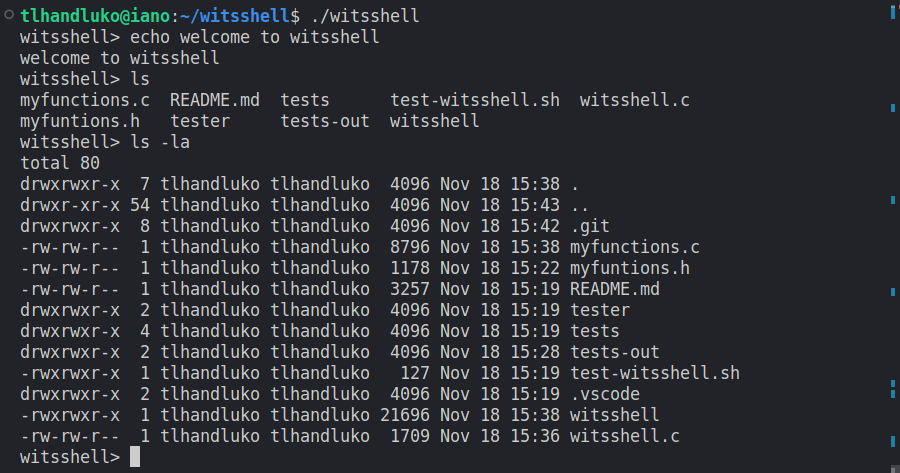 tlhandluko@iano:~/witsshell$ ./witsshell
witsshell> echo welcome to witsshell
welcome to witsshell
witsshell> ls
myfunctions.c  README.md  tests      test-witsshell.sh  witsshell.c
myfuntions.h   tester     tests-out  witsshell
witsshell> ls -la
total 80
drwxrwxr-x  7 tlhandluko tlhandluko  4096 Nov 18 15:38 .
drwxr-xr-x 54 tlhandluko tlhandluko  4096 Nov 18 15:43 ..
drwxrwxr-x  8 tlhandluko tlhandluko  4096 Nov 18 15:42 .git
-rw-rw-r--  1 tlhandluko tlhandluko  8796 Nov 18 15:38 myfunctions.c
-rw-rw-r--  1 tlhandluko tlhandluko  1178 Nov 18 15:22 myfuntions.h
-rw-rw-r--  1 tlhandluko tlhandluko  3257 Nov 18 15:19 README.md
drwxrwxr-x  2 tlhandluko tlhandluko  4096 Nov 18 15:19 tester
drwxrwxr-x  4 tlhandluko tlhandluko  4096 Nov 18 15:19 tests
drwxrwxr-x  2 tlhandluko tlhandluko  4096 Nov 18 15:28 tests-out
-rwxrwxr-x  1 tlhandluko tlhandluko   127 Nov 18 15:19 test-witsshell.sh
drwxrwxr-x  2 tlhandluko tlhandluko  4096 Nov 18 15:19 .vscode
-rwxrwxr-x  1 tlhandluko tlhandluko 21696 Nov 18 15:38 witsshell
-rw-rw-r--  1 tlhandluko tlhandluko  1709 Nov 18 15:36 witsshell.c
witsshell>